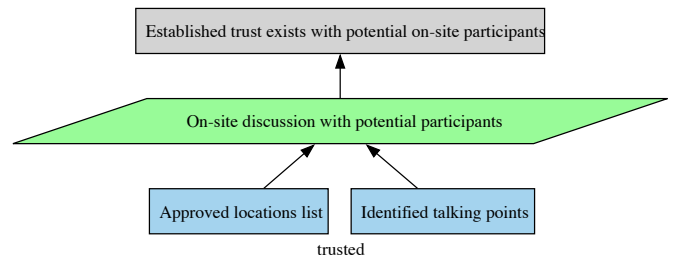 Established trust exists with potential on-site participants
On-site discussion with potential participants
Approved locations list
Identified talking points
trusted